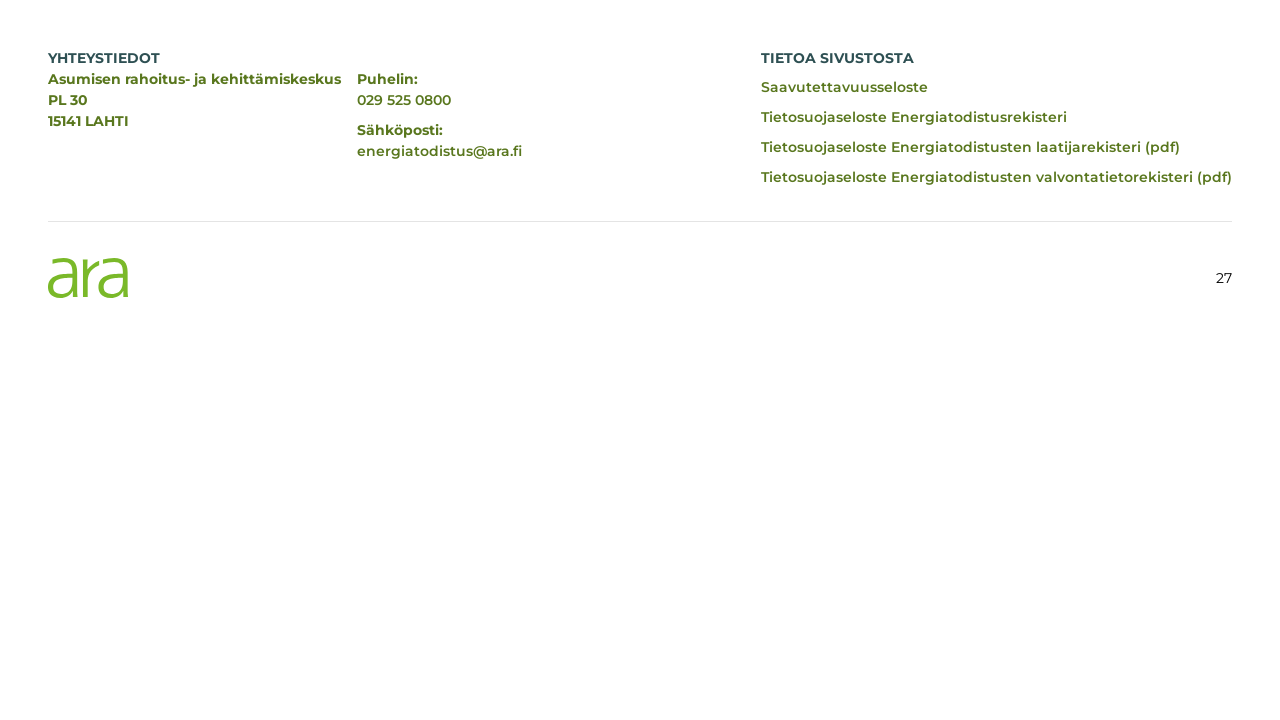 YHTEYSTIEDOT
Asumisen rahoitus- ja kehittämiskeskus
PL 30
15141 LAHTI
Puhelin:
029 525 0800
Sähköposti:
energiatodistus@ara.fi
TIETOA SIVUSTOSTA
Saavutettavuusseloste
Tietosuojaseloste Energiatodistusrekisteri
Tietosuojaseloste Energiatodistusten laatijarekisteri (pdf)
Tietosuojaseloste Energiatodistusten valvontatietorekisteri (pdf)
ara
27